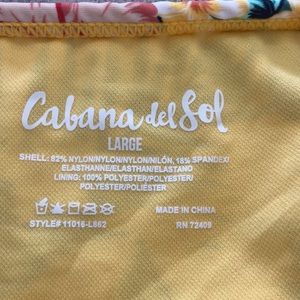 Cabana del Sol
LARGE
SHELL: 82% NYLON/NYLON/NYLON/NILÓN, 18% SPANDEX/
ELASTHANNE/ELASTHAN/ELASTANO
LINING: 100% POLYESTER/POLYESTER/
POLYESTER/POLIÉSTER
MADE IN CHINA
STYLE# 11016-L862
RN 72409